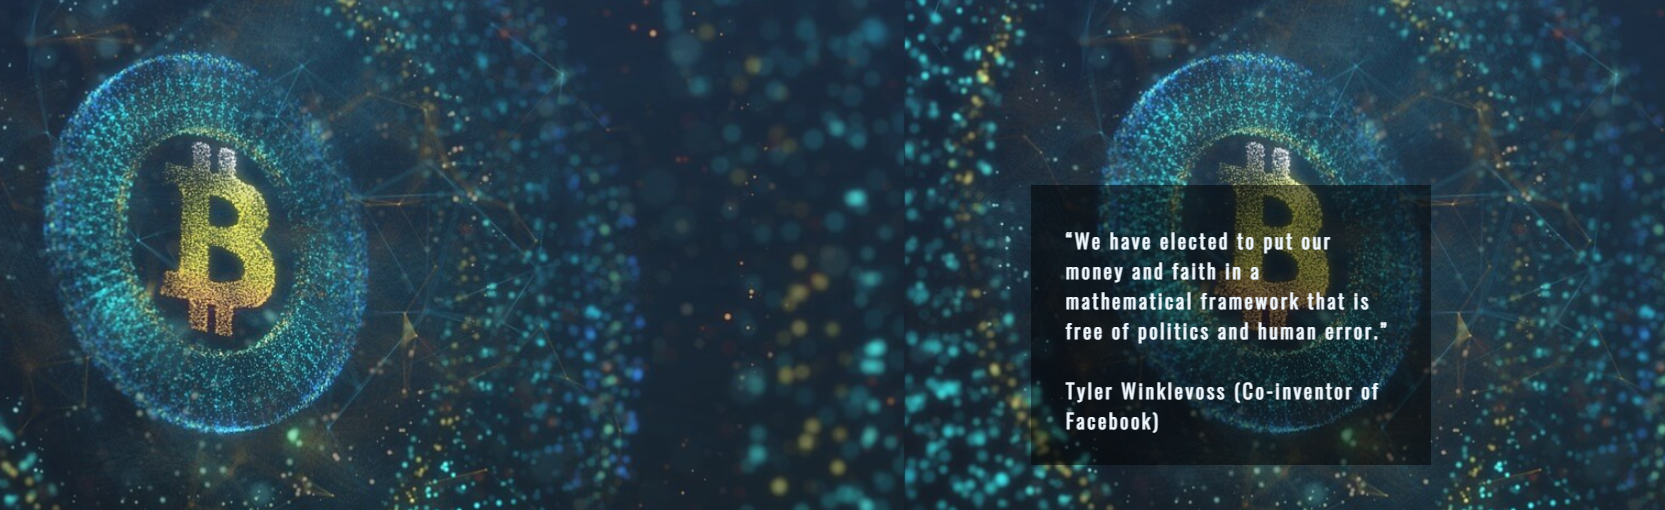 “We have elected to put our
money and faith in a
mathematical framework that is
free of politics and human error.”
Tyler Winklevoss (Co-inventor of
Facebook)